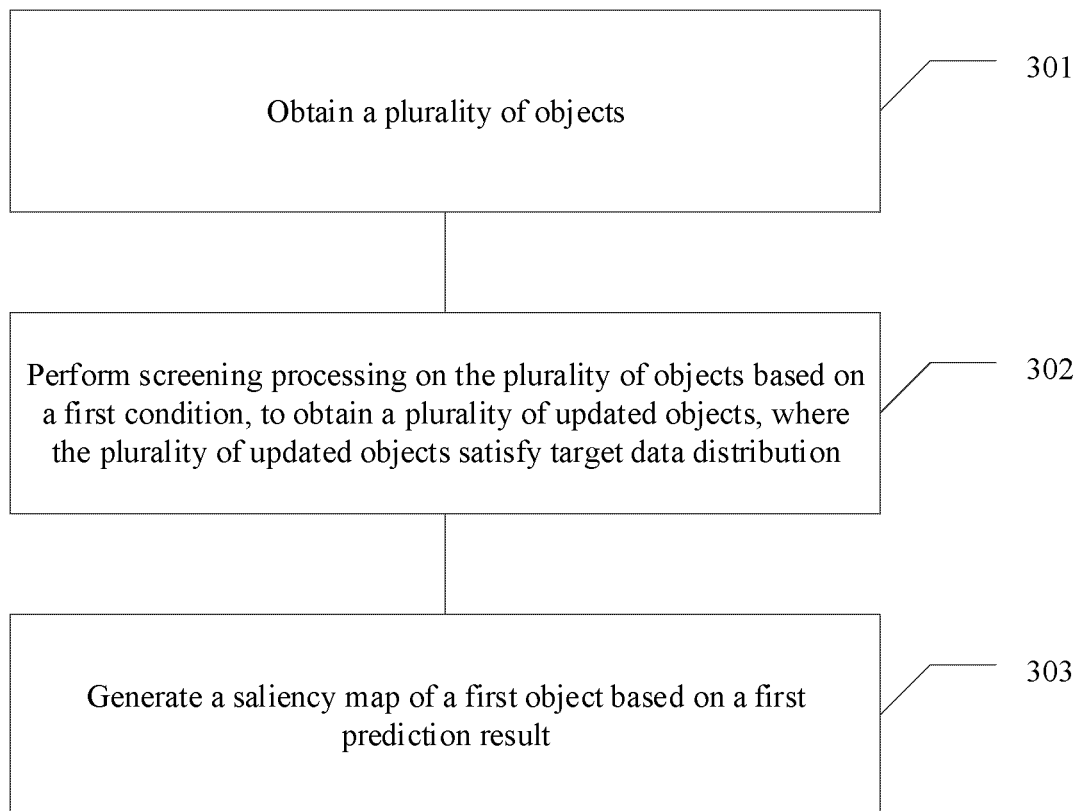 Obtain a plurality of objects
301
Perform screening processing on the plurality of objects based on
a first condition, to obtain a plurality of updated objects, where
the plurality of updated objects satisfy target data distribution
302
Generate a saliency map of a first object based on a first
prediction result
303